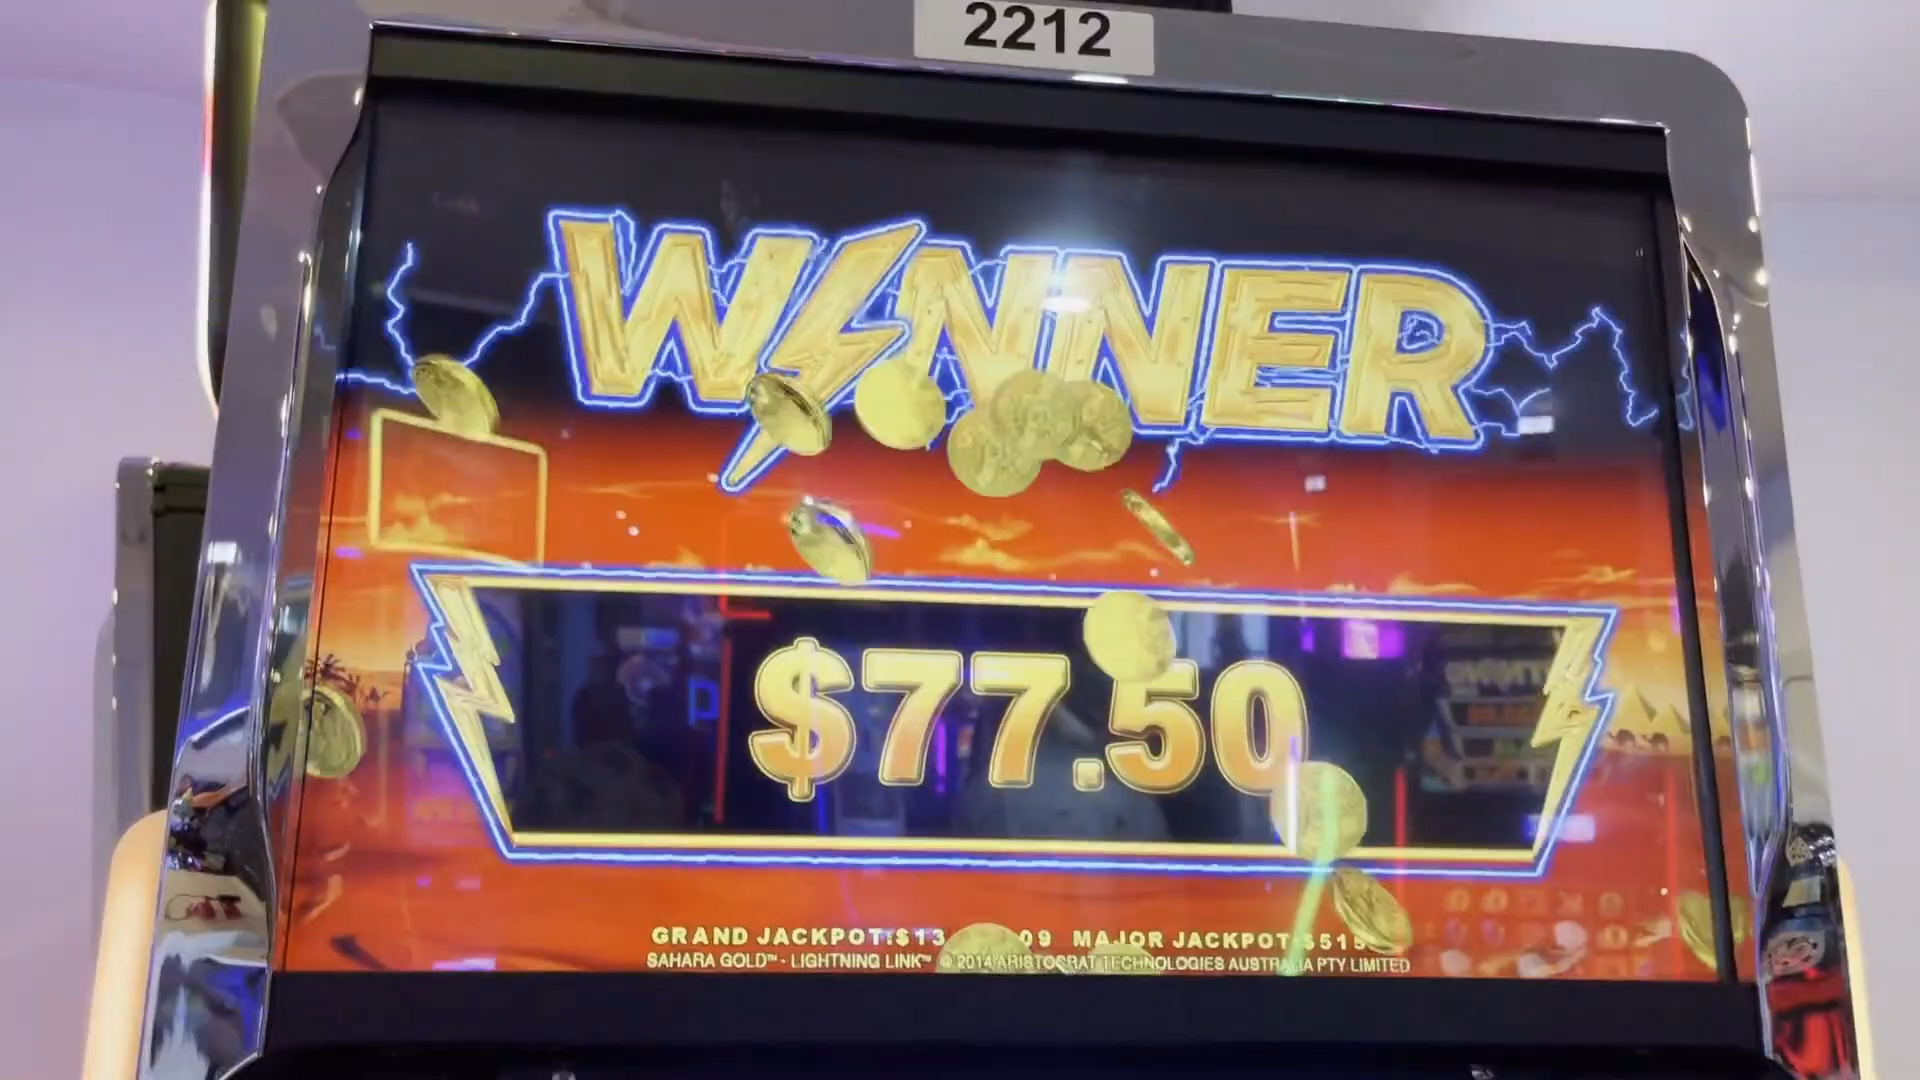 2212
WINNER
$77.50
GRAND JACKPOT:$13 09 MAJOR JACKPOT $515
SAHARA GOLD™ - LIGHTNING LINK™ © 2014 ARISTOCRAT TECHNOLOGIES AUSTRALIA PTY LIMITED